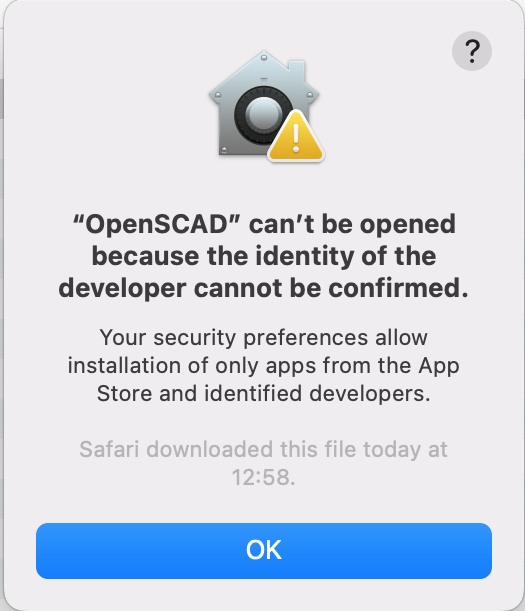 ?
“OpenSCAD” can’t be opened
because the identity of the
developer cannot be confirmed.
Your security preferences allow
installation of only apps from the App
Store and identified developers.
Safari downloaded this file today at
12:58.
OK